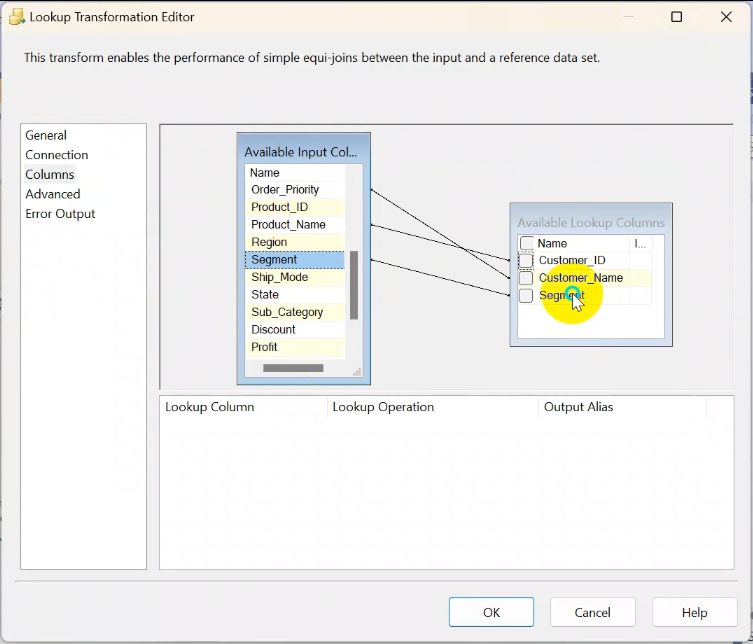 Lookup Transformation Editor
This transform enables the performance of simple equi-joins between the input and a reference data set.
General
Connection
Columns
Advanced
Error Output
Available Input Col...
Name
Order_Priority
Product_ID
Product_Name
Region
Segment
Ship_Mode
State
Sub_Category
Discount
Profit
Available Lookup Columns
Name I...
Customer_ID
Customer_Name
Segment
Lookup Column Lookup Operation Output Alias
OK Cancel Help